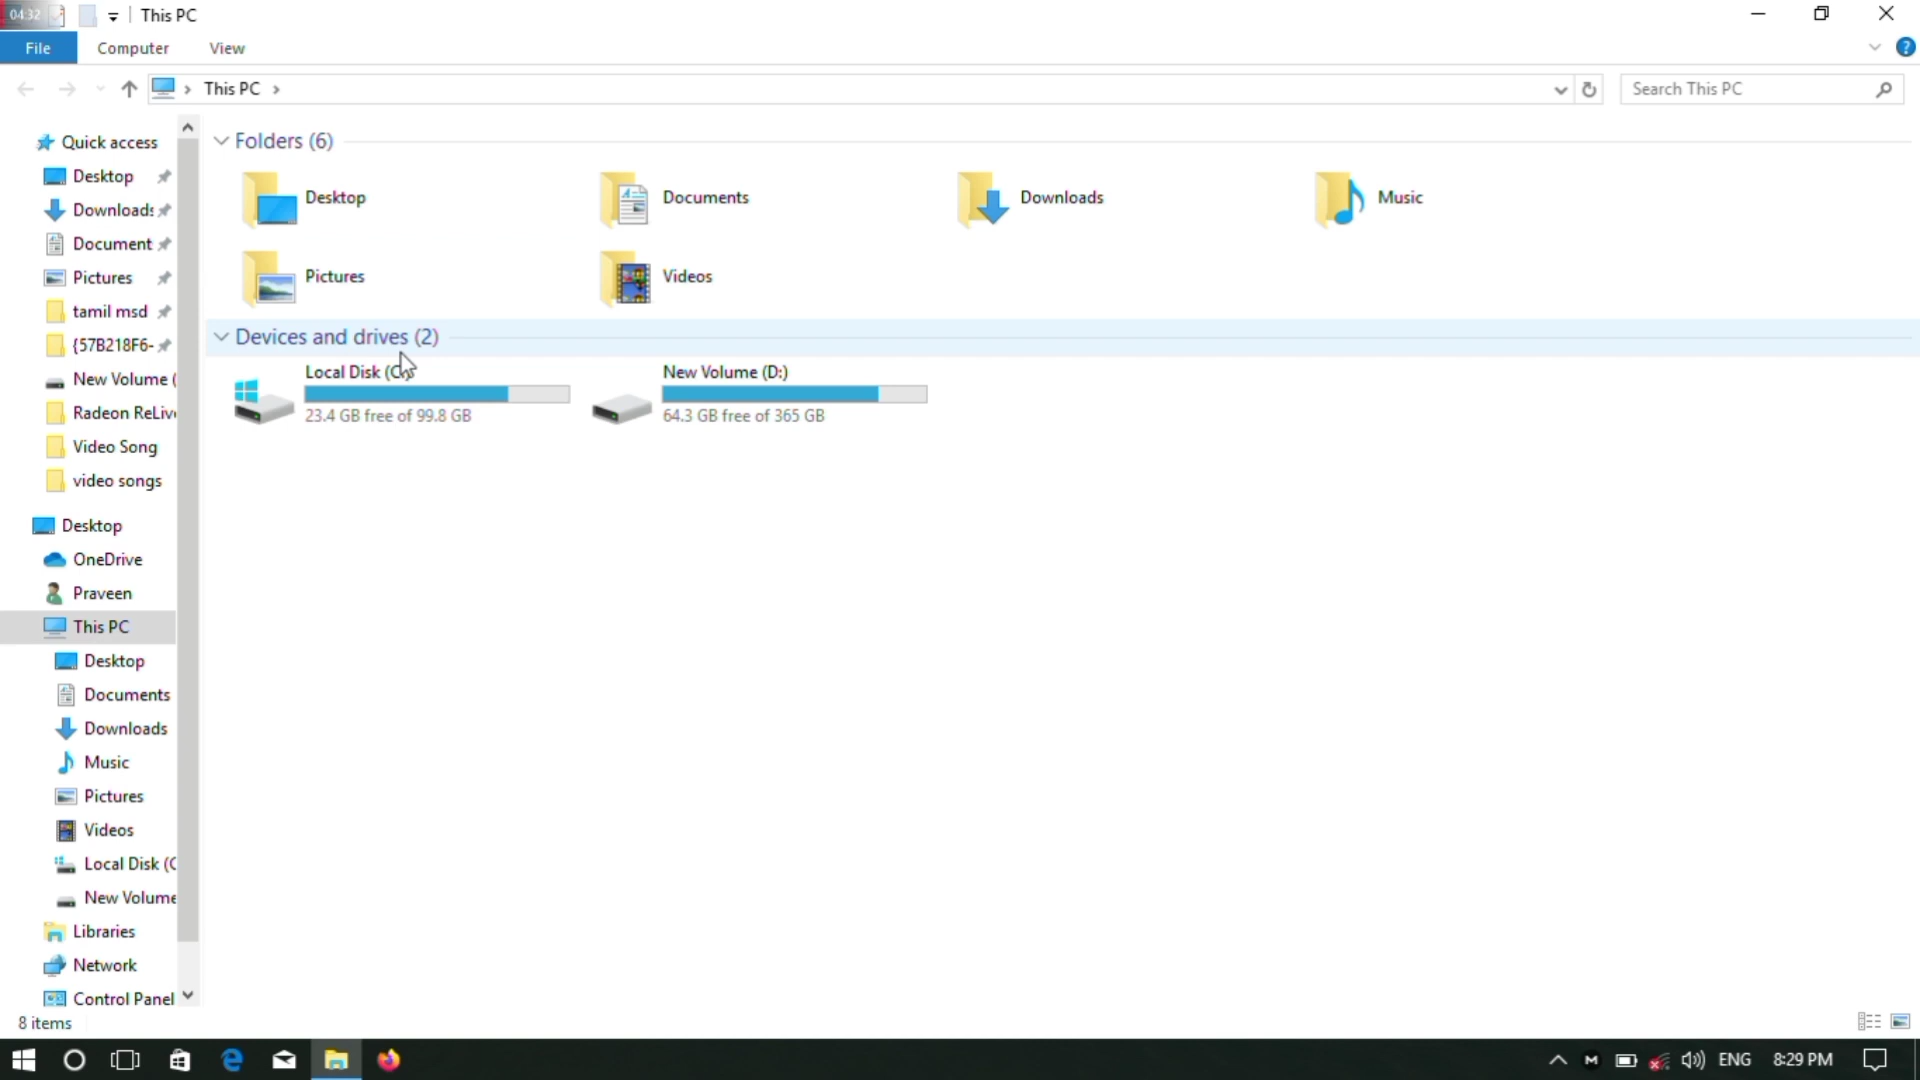 04:32
This PC
File Computer View
This PC
Search This PC
Quick access
Desktop
Downloads
Document
Pictures
tamil msd
{57B218F6-
New Volume (
Radeon ReLiv
Video Song
video songs
Desktop
OneDrive
Praveen
This PC
Desktop
Documents
Downloads
Music
Pictures
Videos
Local Disk (C
New Volume
Libraries
Network
Control Panel
Folders (6)
Desktop Documents Downloads Music
Pictures Videos
Devices and drives (2)
Local Disk (C:
23.4 GB free of 99.8 GB
New Volume (D:)
64.3 GB free of 365 GB
8 items
ENG 8:29 PM